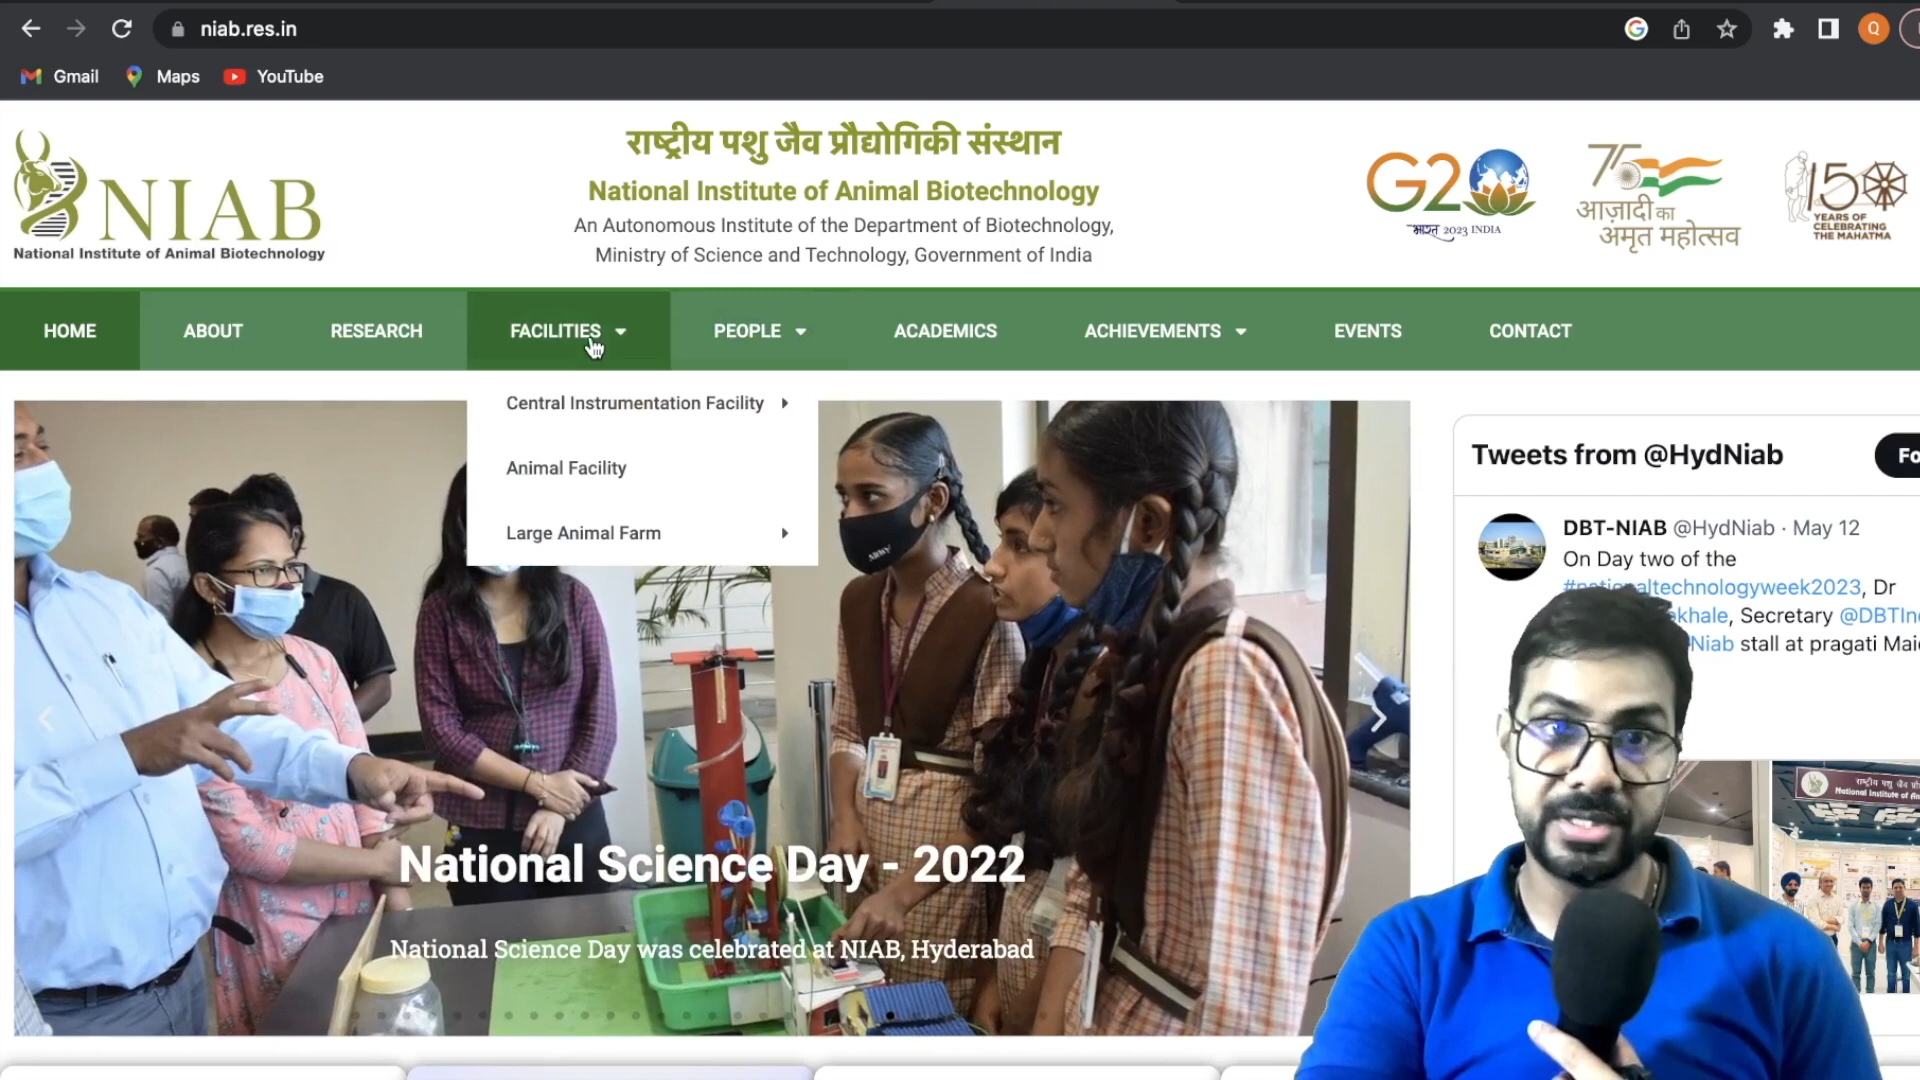 niab.res.in
Q
Gmail
Maps
YouTube
NIAB
National Institute of Animal Biotechnology
राष्ट्रीय पशु जैव प्रौद्योगिकी संस्थान
National Institute of Animal Biotechnology
An Autonomous Institute of the Department of Biotechnology,
Ministry of Science and Technology, Government of India
G20
भारत 2023 INDIA
75
आज़ादी का
अमृत महोत्सव
150
YEARS OF
CELEBRATING
THE MAHATMA
HOME
ABOUT
RESEARCH
FACILITIES
PEOPLE
ACADEMICS
ACHIEVEMENTS
EVENTS
CONTACT
Central Instrumentation Facility
Animal Facility
Large Animal Farm
National Science Day - 2022
National Science Day was celebrated at NIAB, Hyderabad
Tweets from @HydNiab
Fo
DBT-NIAB @HydNiab · May 12
On Day two of the
#nationaltechnologyweek2023, Dr
khale, Secretary @DBTIn
Niab stall at pragati Mai
National Institute of